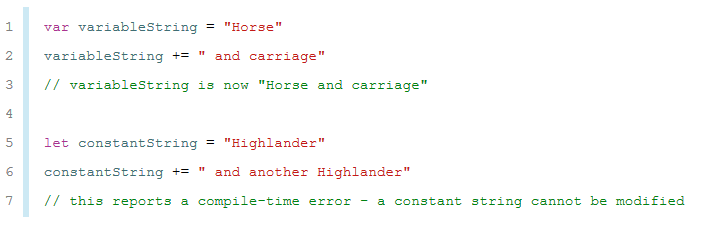 1 var variableString = "Horse"
2 variableString += " and carriage"
3 // variableString is now "Horse and carriage"
4
5 let constantString = "Highlander"
6 constantString += " and another Highlander"
7 // this reports a compile-time error - a constant string cannot be modified